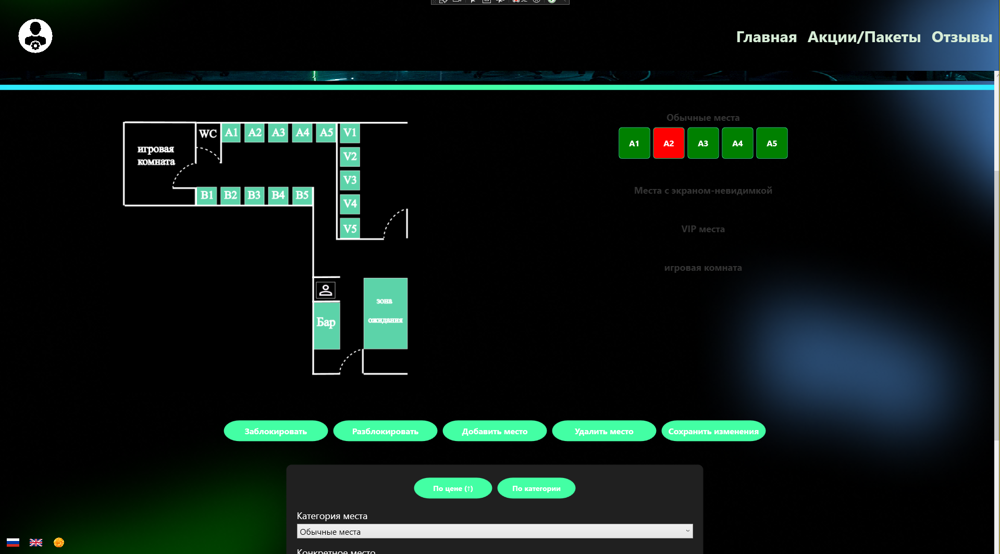 Главная Акции/Пакеты Отзывы
WC A1 A2 A3 A4 A5 V1
игровая
комната
V2
V3
B1 B2 B3 B4 B5
V4
V5
зона
ожидания
Бар
Обычные места
A1 A2 A3 A4 A5
Места с экраном-невидимкой
VIP места
игровая комната
Заблокировать Разблокировать Добавить место Удалить место Сохранить изменения
По цене (↑) По категории
Категория места
Обычные места
Конкретное место